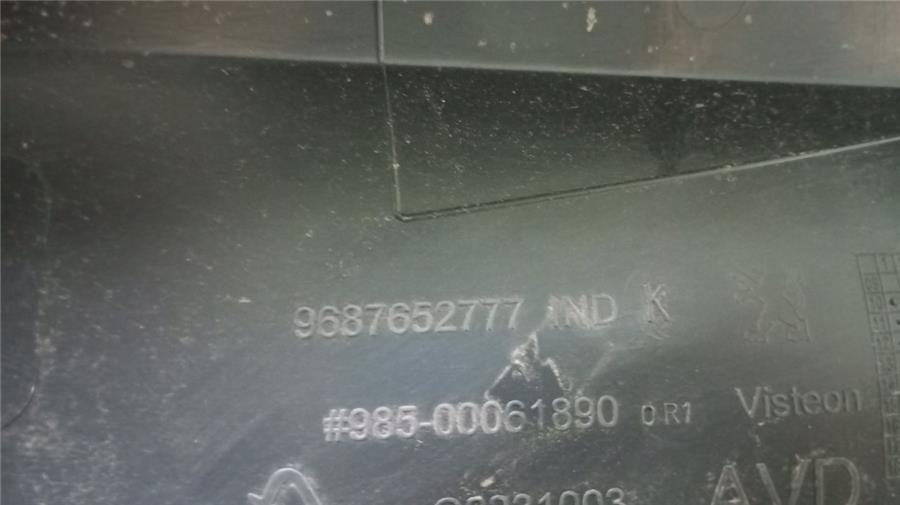 9687652777 IND K
#985-00061890 0 R1 Visteon
AVD